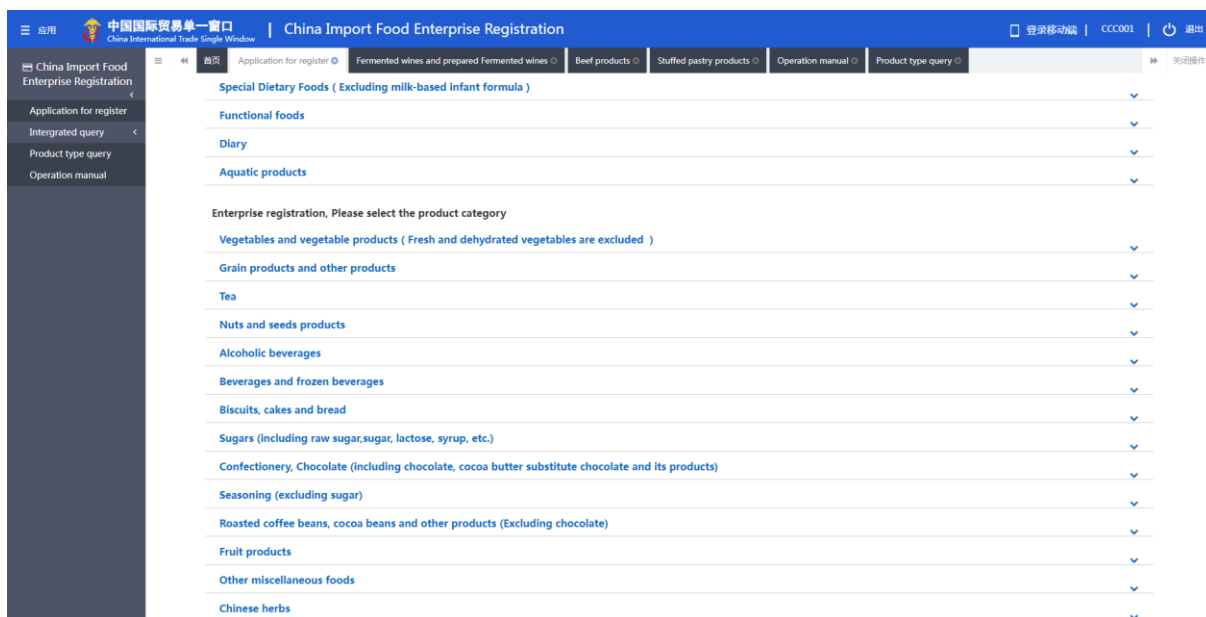 应用
中国国际贸易单一窗口
China International Trade Single Window
China Import Food Enterprise Registration
登录移动端
CCC001
退出
China Import Food
Enterprise Registration
Application for register
Intergrated query
Product type query
Operation manual
首页
Application for register
Fermented wines and prepared Fermented wines
Beef products
Stuffed pastry products
Operation manual
Product type query
关闭操作
Special Dietary Foods ( Excluding milk-based infant formula )
Functional foods
Diary
Aquatic products
Enterprise registration, Please select the product category
Vegetables and vegetable products ( Fresh and dehydrated vegetables are excluded )
Grain products and other products
Tea
Nuts and seeds products
Alcoholic beverages
Beverages and frozen beverages
Biscuits, cakes and bread
Sugars (including raw sugar,sugar, lactose, syrup, etc.)
Confectionery, Chocolate (including chocolate, cocoa butter substitute chocolate and its products)
Seasoning (excluding sugar)
Roasted coffee beans, cocoa beans and other products (Excluding chocolate)
Fruit products
Other miscellaneous foods
Chinese herbs